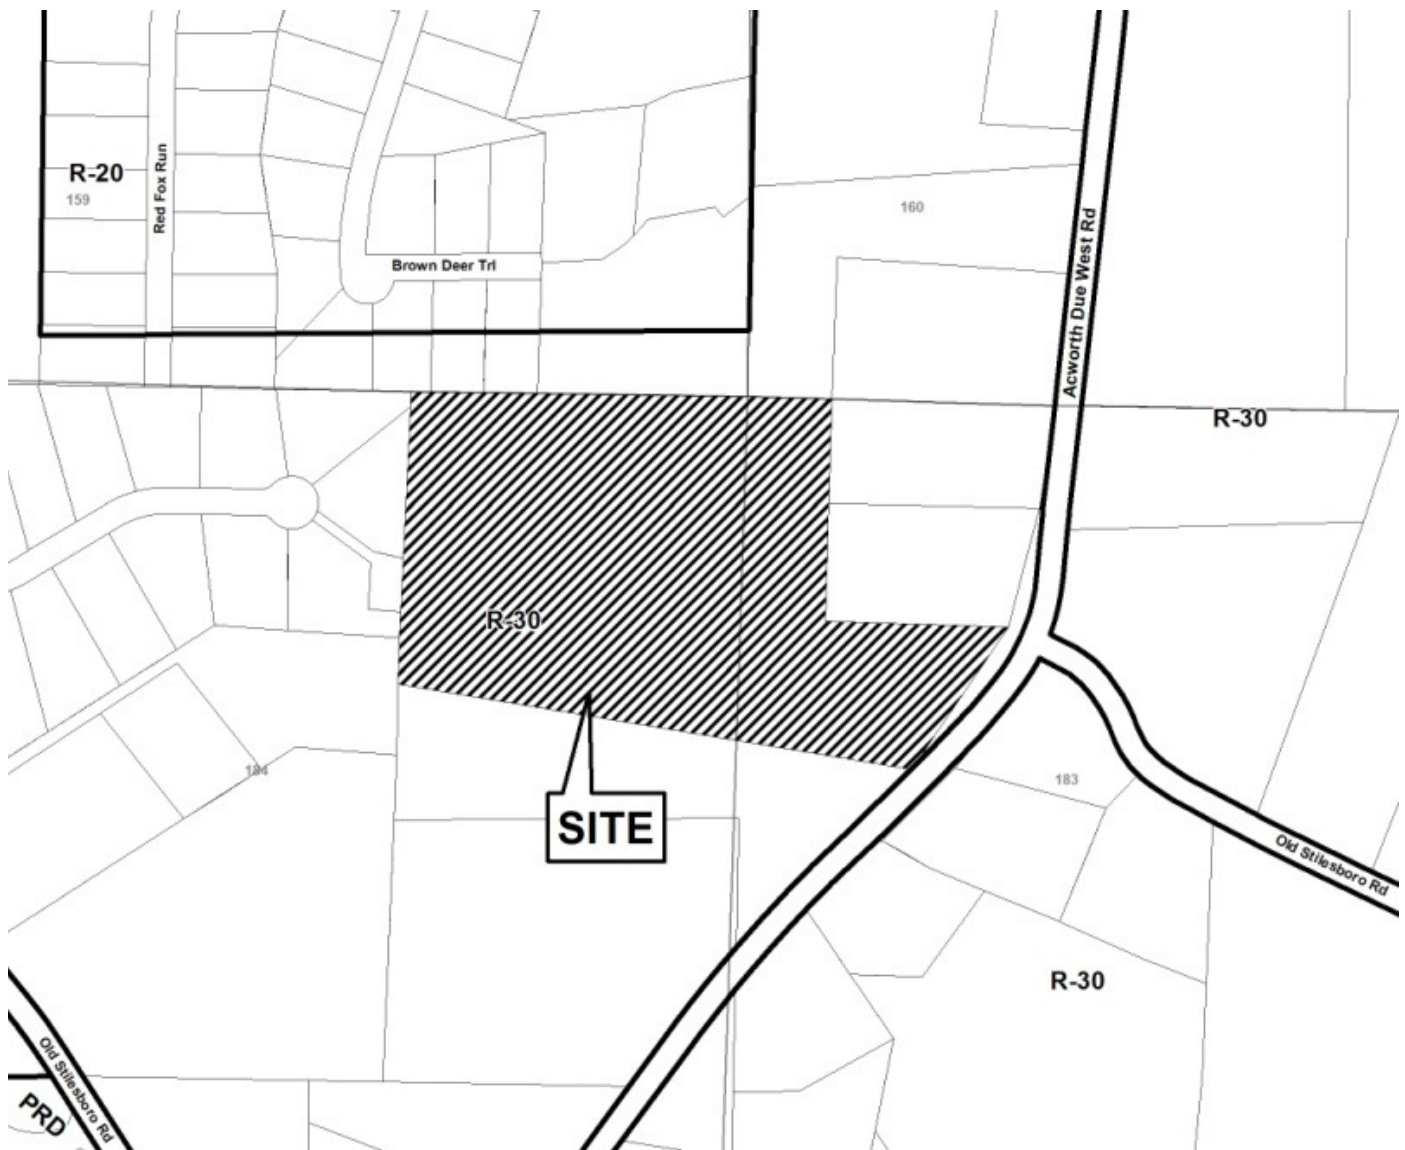 R-20
159
Red Fox Run
160
Brown Deer Trl
Acworth Due West Rd
R-30
R-30
184
SITE
183
Old Stilesboro Rd
R-30
Old Stilesboro Rd
PRD